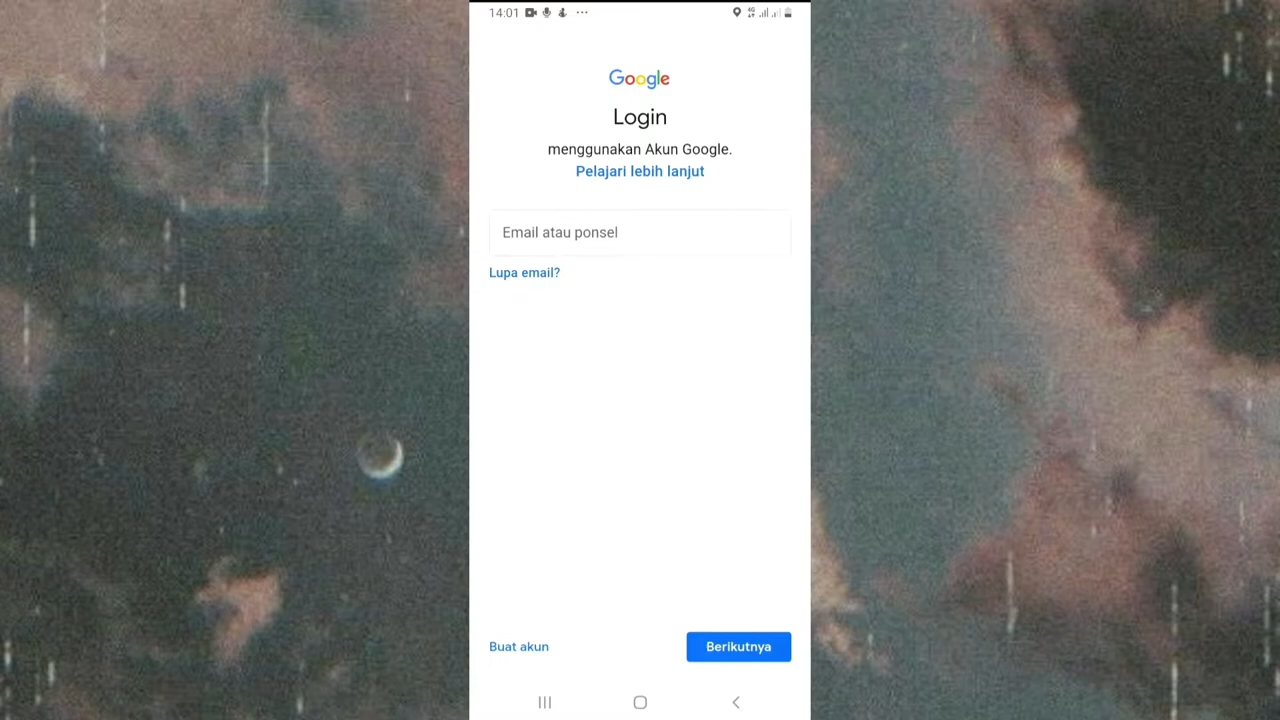 14:01
Google
Login
menggunakan Akun Google.
Pelajari lebih lanjut
Email atau ponsel
Lupa email?
Buat akun
Berikutnya